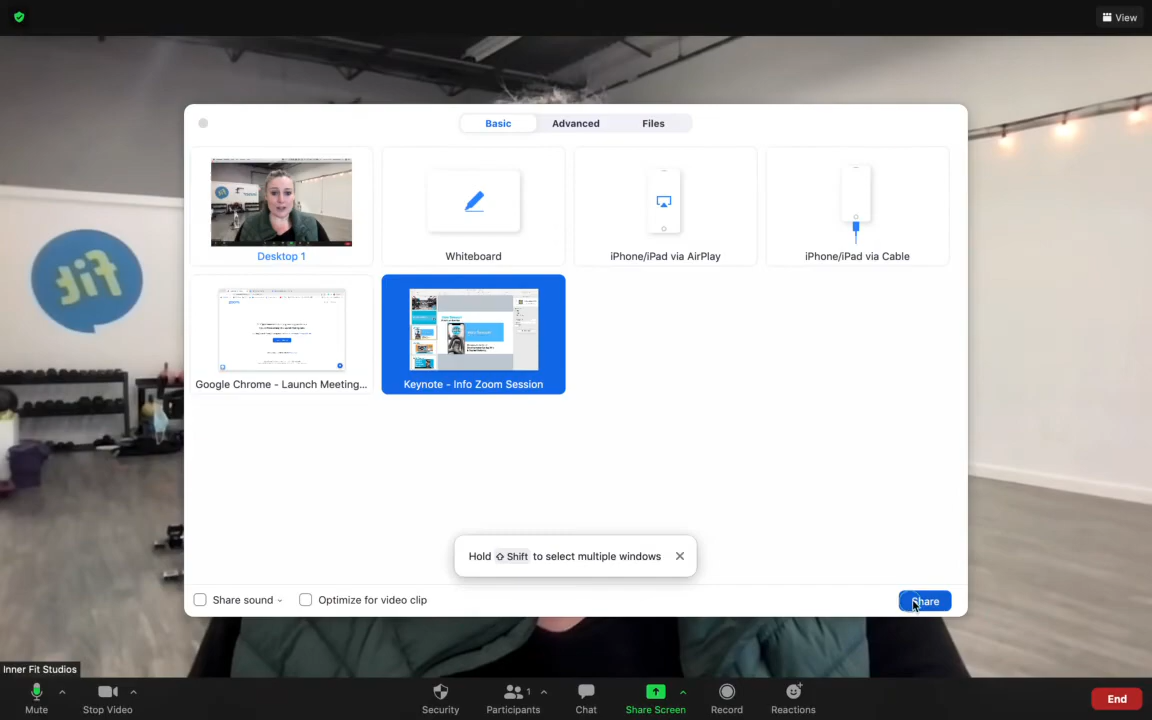 View
Basic
Advanced
Files
Desktop 1
Whiteboard
iPhone/iPad via AirPlay
iPhone/iPad via Cable
fit
Google Chrome - Launch Meeting...
Keynote - Info Zoom Session
Hold ⇧ Shift to select multiple windows
Share sound
Optimize for video clip
Share
Inner Fit Studios
Mute
Stop Video
Security
Participants
1
Chat
Share Screen
Record
Reactions
End